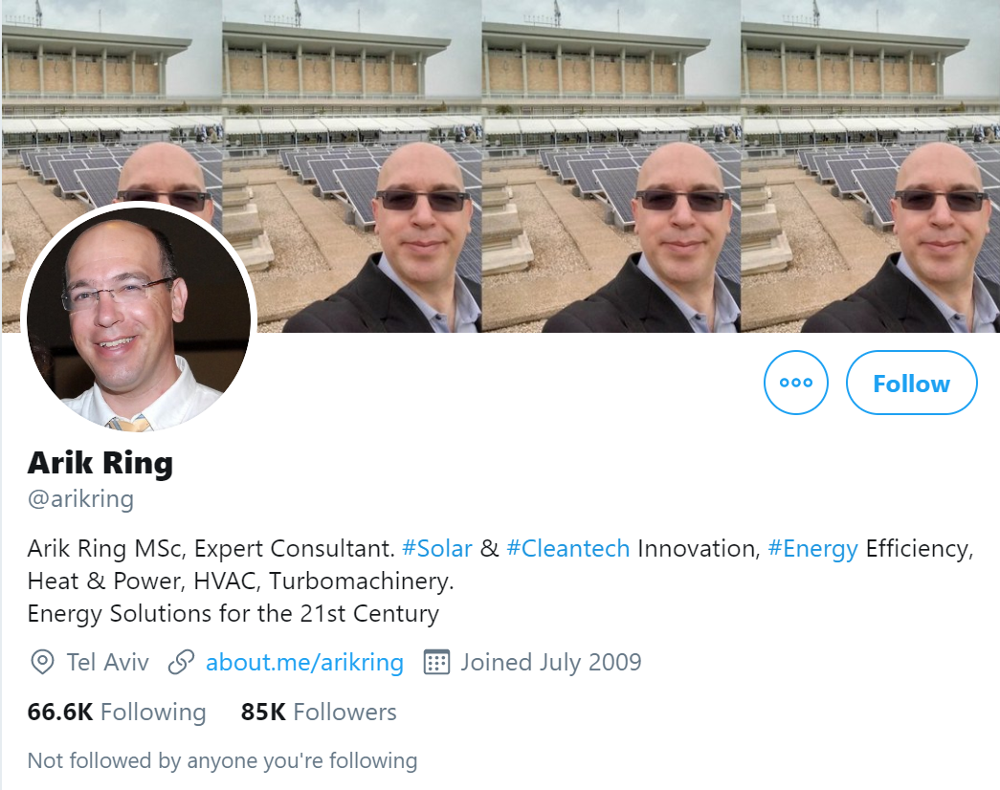 Follow
Arik Ring
@arikring
Arik Ring MSc, Expert Consultant. #Solar & #Cleantech Innovation, #Energy Efficiency,
Heat & Power, HVAC, Turbomachinery.
Energy Solutions for the 21st Century
Tel Aviv about.me/arikring Joined July 2009
66.6K Following 85K Followers
Not followed by anyone you're following